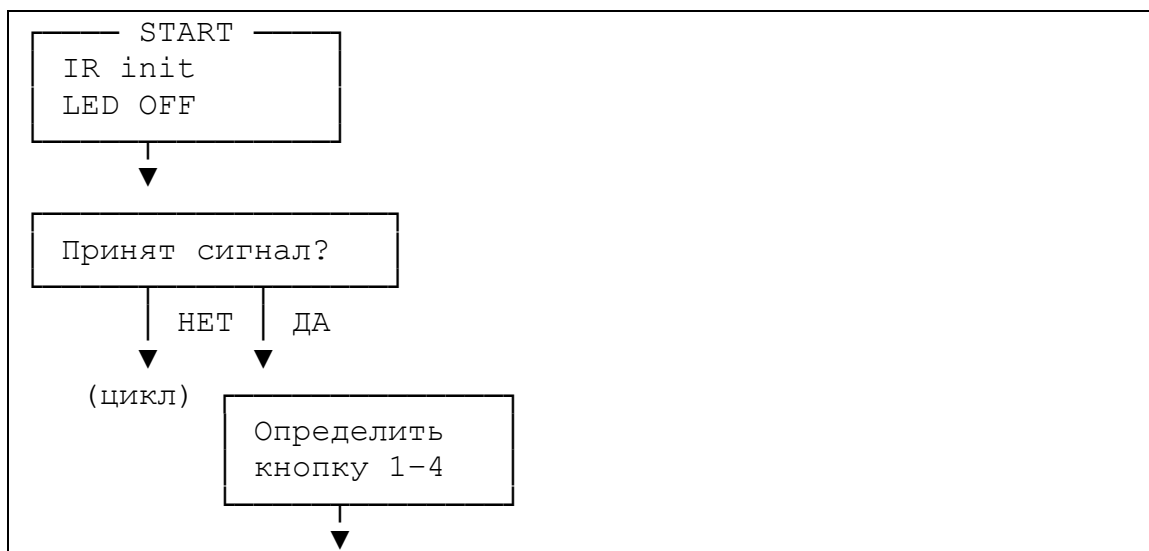 START
IR init
LED OFF
Принят сигнал?
НЕТ ДА
(цикл)
Определить
кнопку 1–4